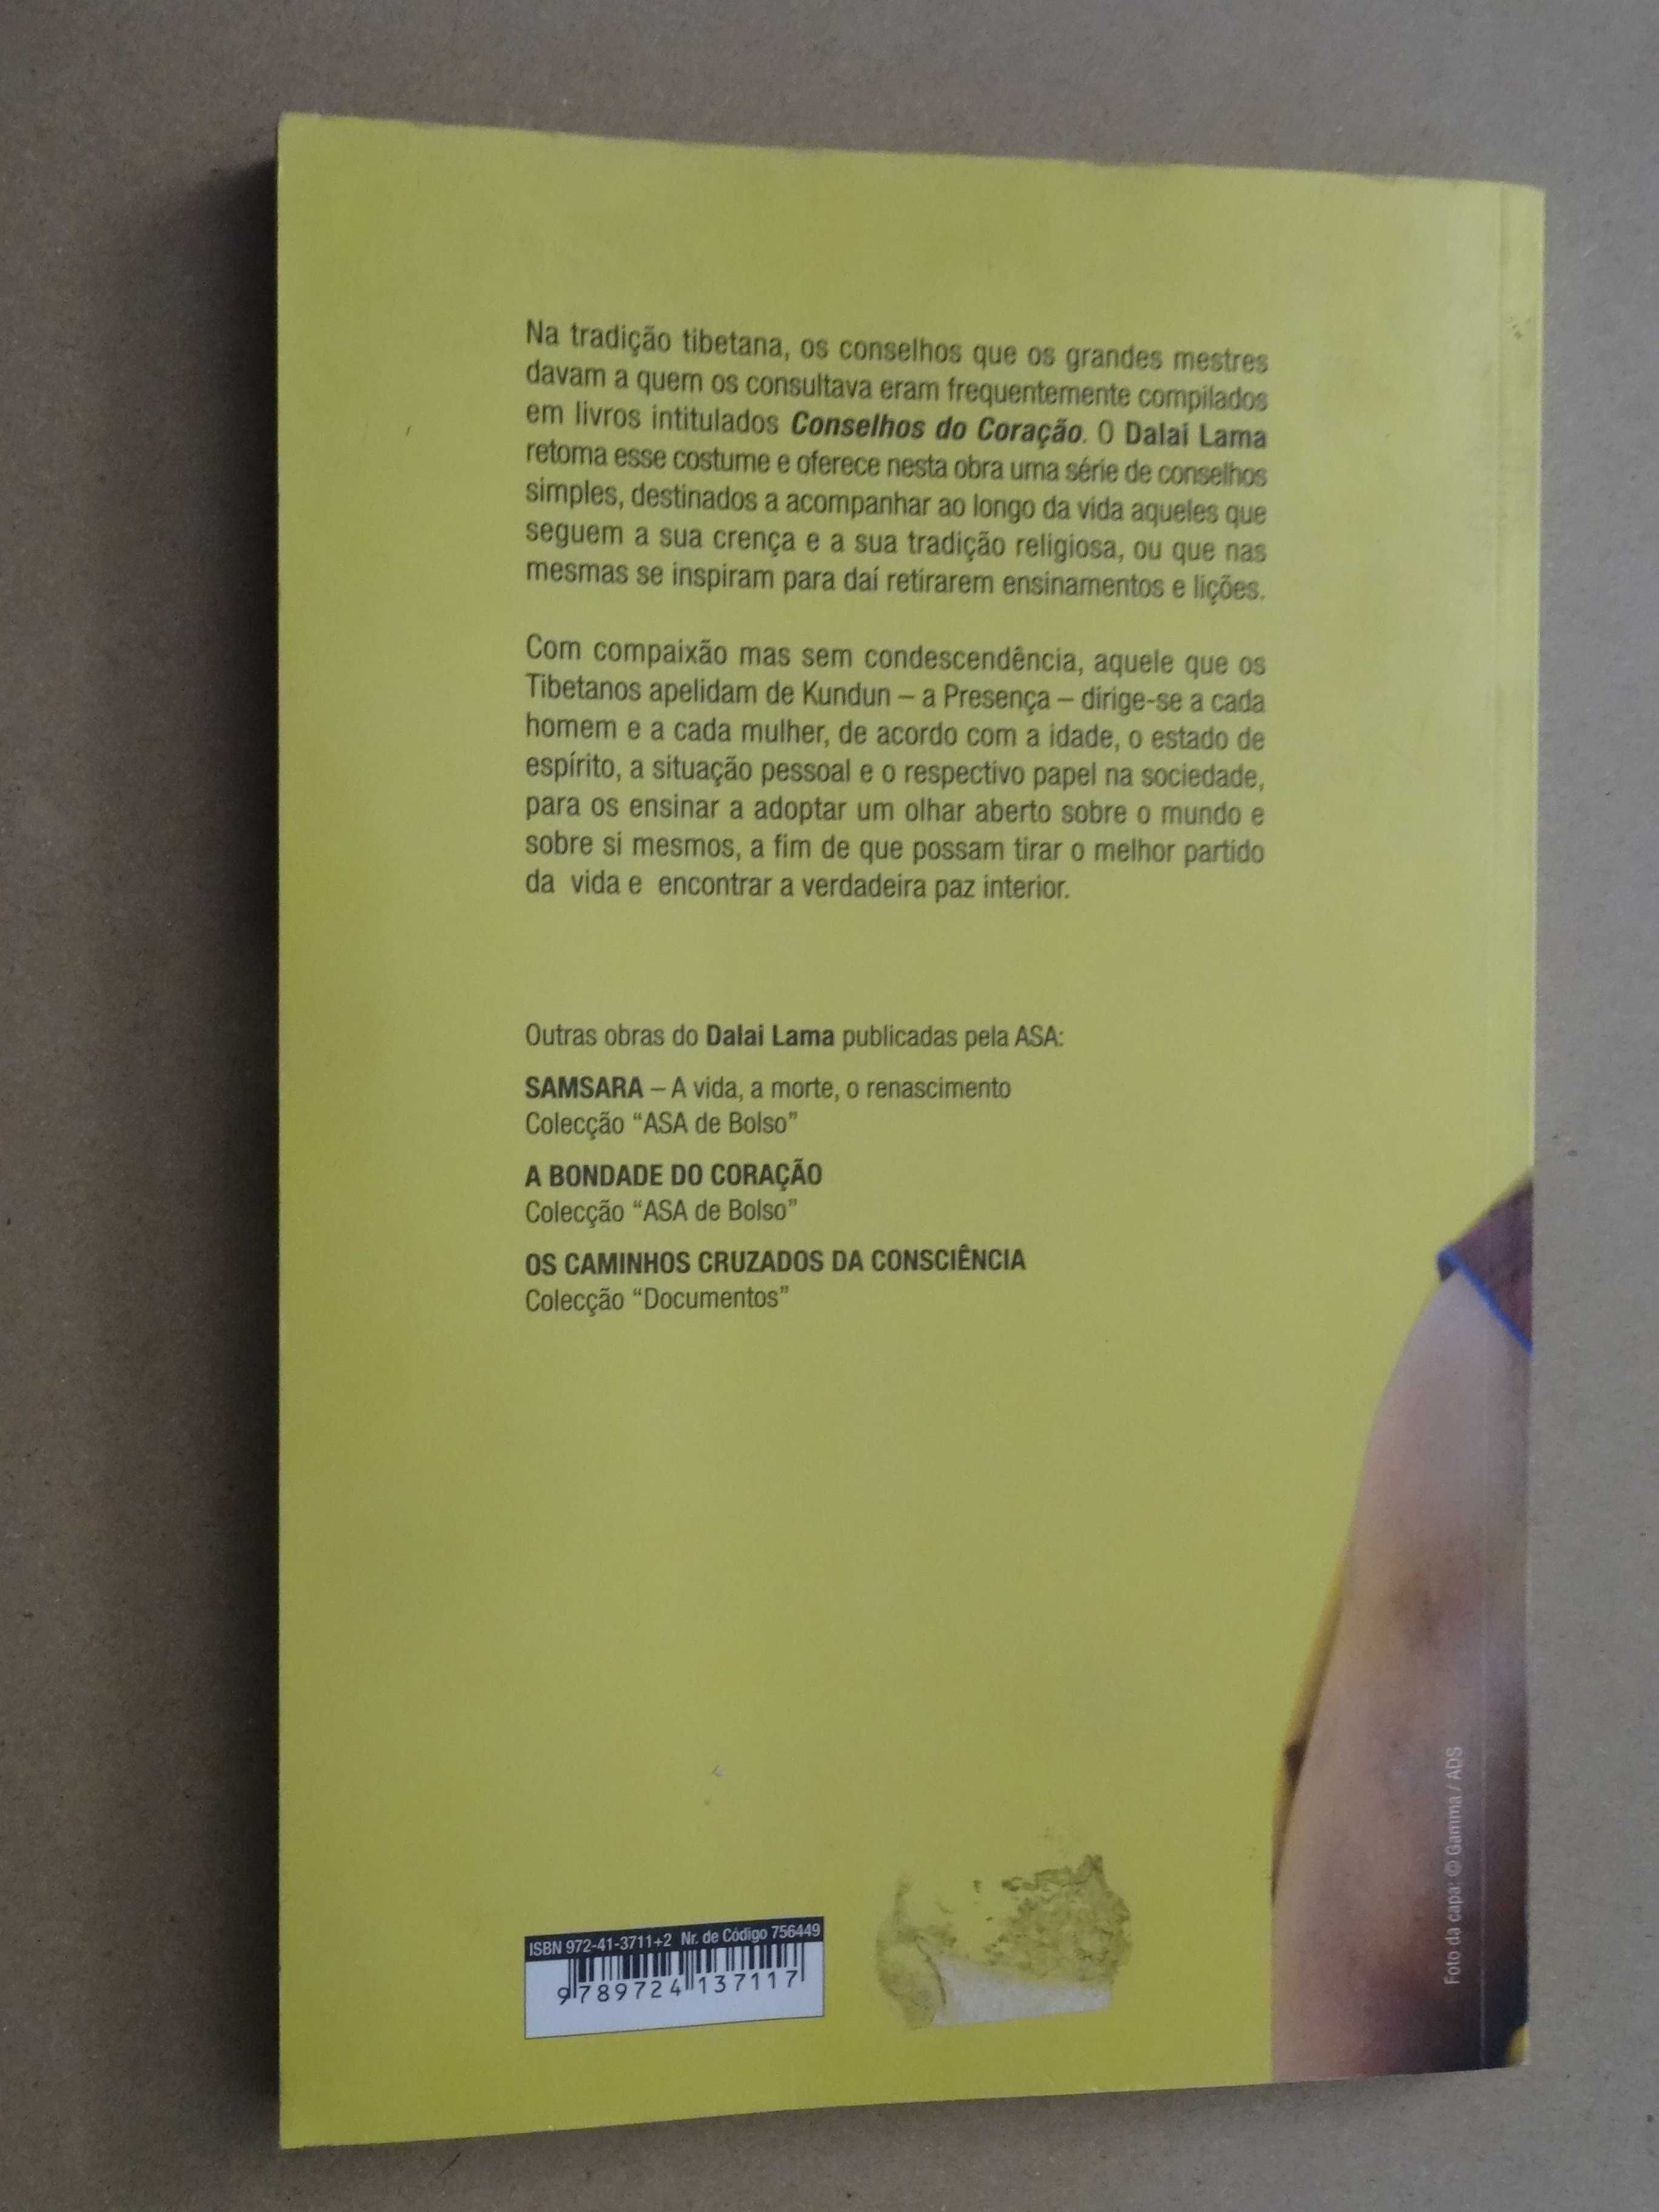 Na tradição tibetana, os conselhos que os grandes mestres
davam a quem os consultava eram frequentemente compilados
em livros intitulados Conselhos do Coração. O Dalai Lama
retoma esse costume e oferece nesta obra uma série de conselhos
simples, destinados a acompanhar ao longo da vida aqueles que
seguem a sua crença e a sua tradição religiosa, ou que nas
mesmas se inspiram para daí retirarem ensinamentos e lições.
Com compaixão mas sem condescendência, aquele que os
Tibetanos apelidam de Kundun – a Presença – dirige-se a cada
homem e a cada mulher, de acordo com a idade, o estado de
espírito, a situação pessoal e o respectivo papel na sociedade,
para os ensinar a adoptar um olhar aberto sobre o mundo e
sobre si mesmos, a fim de que possam tirar o melhor partido
da vida e encontrar a verdadeira paz interior.
Outras obras do Dalai Lama publicadas pela ASA:
SAMSARA – A vida, a morte, o renascimento
Colecção “ASA de Bolso”
A BONDADE DO CORAÇÃO
Colecção “ASA de Bolso”
OS CAMINHOS CRUZADOS DA CONSCIÊNCIA
Colecção “Documentos”
ISBN 972-41-3711+2 Nr. de Código 756449
9 789724 137117
Foto da capa: © Gamma / ADS